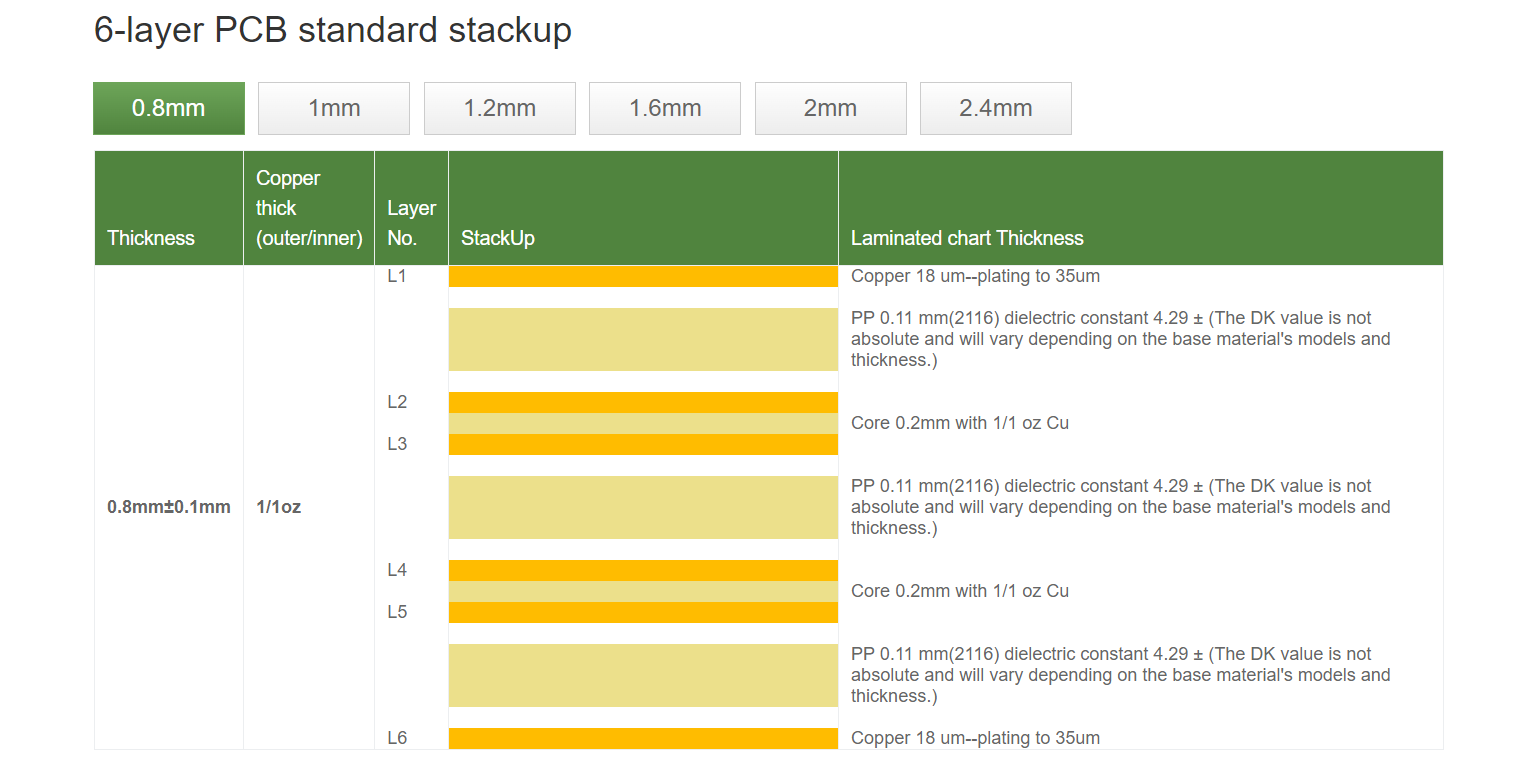 6-layer PCB standard stackup
0.8mm
1mm
1.2mm
1.6mm
2mm
2.4mm
Thickness
Copper
thick
(outer/inner)
Layer
No.
StackUp
Laminated chart Thickness
L1
Copper 18 um--plating to 35um
PP 0.11 mm(2116) dielectric constant 4.29 ± (The DK value is not
absolute and will vary depending on the base material's models and
thickness.)
L2
Core 0.2mm with 1/1 oz Cu
L3
PP 0.11 mm(2116) dielectric constant 4.29 ± (The DK value is not
absolute and will vary depending on the base material's models and
thickness.)
0.8mm±0.1mm
1/1oz
L4
Core 0.2mm with 1/1 oz Cu
L5
PP 0.11 mm(2116) dielectric constant 4.29 ± (The DK value is not
absolute and will vary depending on the base material's models and
thickness.)
L6
Copper 18 um--plating to 35um